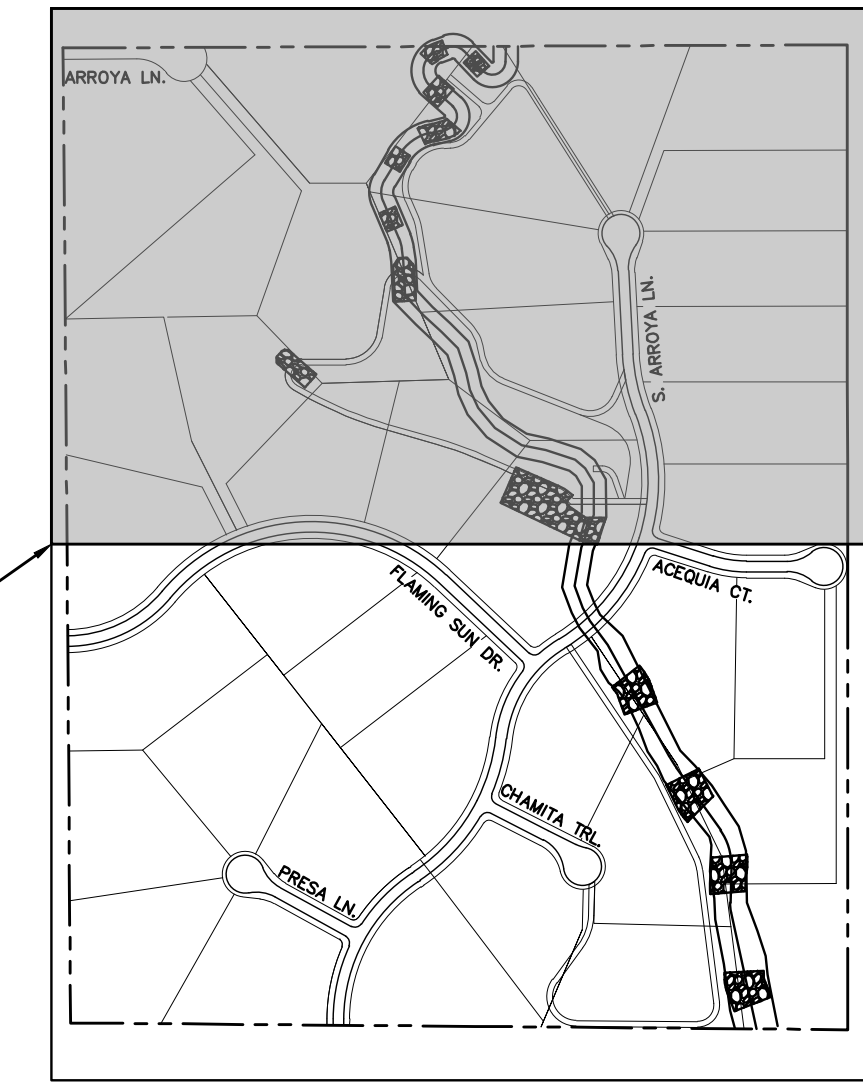 ARROYA LN.
S. ARROYA LN.
FLAMING SUN DR.
ACEQUIA CT.
CHAMITA TRL.
PRESA LN.